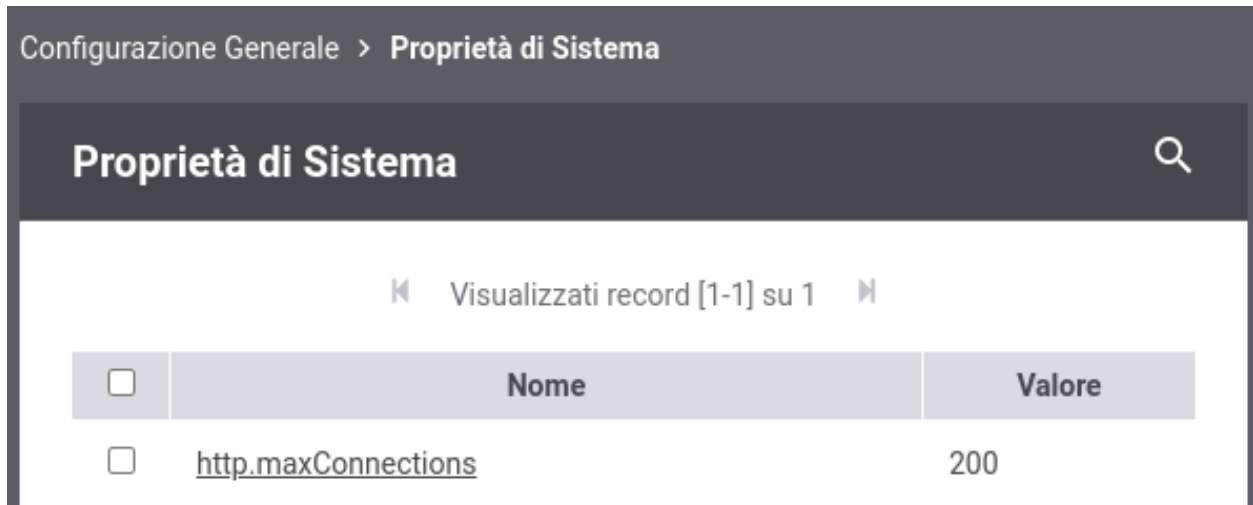 Configurazione Generale > Proprietà di Sistema
Proprietà di Sistema
Visualizzati record [1-1] su 1
Nome Valore
http.maxConnections 200